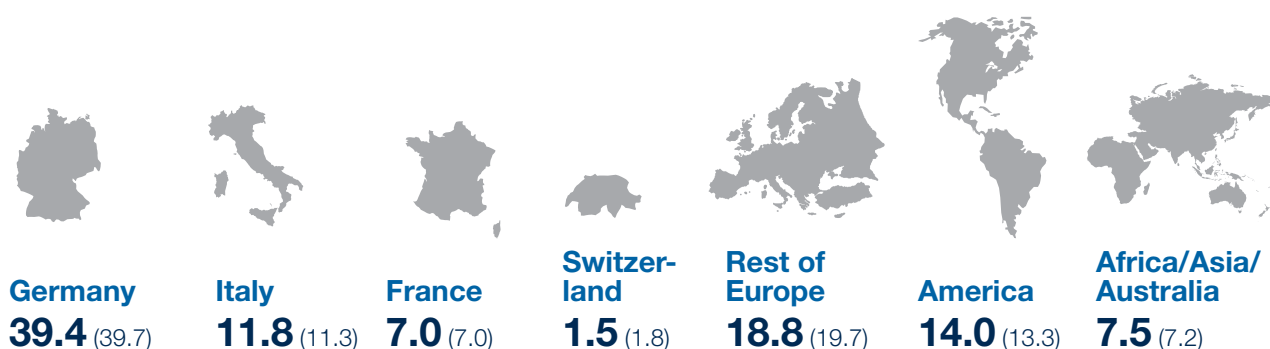 Germany
39.4 (39.7)
Italy
11.8 (11.3)
France
7.0 (7.0)
Switzer-
land
1.5 (1.8)
Rest of
Europe
18.8 (19.7)
America
14.0 (13.3)
Africa/Asia/
Australia
7.5 (7.2)